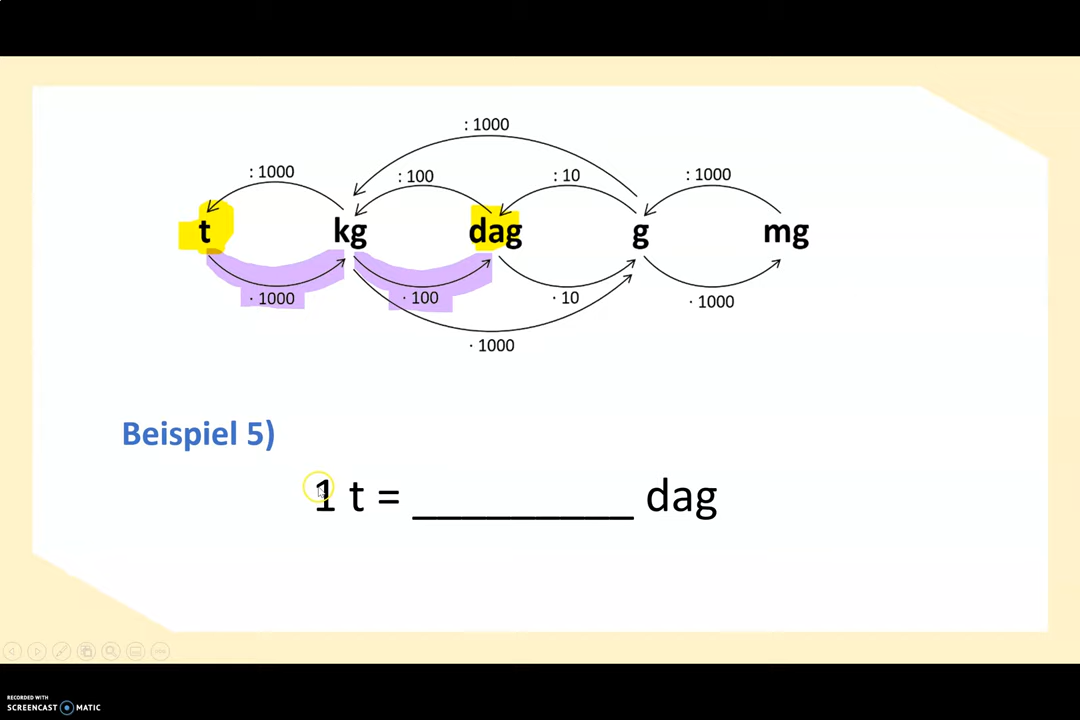 : 1000
: 1000
: 100
: 10
: 1000
t kg dag g mg
· 1000
· 100
· 10
· 1000
· 1000
Beispiel 5)
1 t = _________ dag
RECORDED WITH
SCREENCAST MATIC